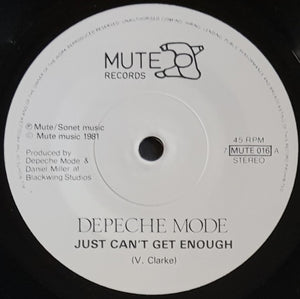 MUTE
RECORDS
℗ Mute/Sonet music
© Mute music 1981
Produced by
Depeche Mode &
Daniel Miller at
Blackwing Studios
45 RPM
7 MUTE 016 A
STEREO
DEPECHE MODE
JUST CAN'T GET ENOUGH
(V. Clarke)